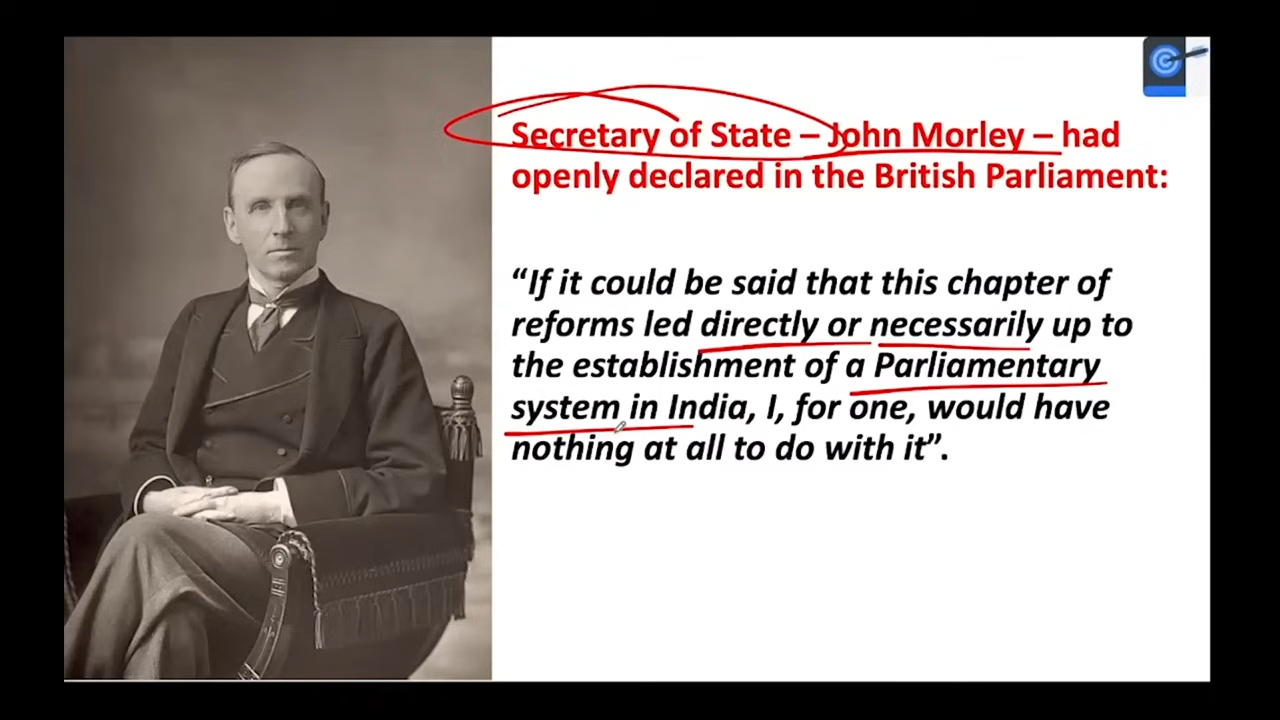 Secretary of State – John Morley – had
openly declared in the British Parliament:
“If it could be said that this chapter of
reforms led directly or necessarily up to
the establishment of a Parliamentary
system in India, I, for one, would have
nothing at all to do with it”.